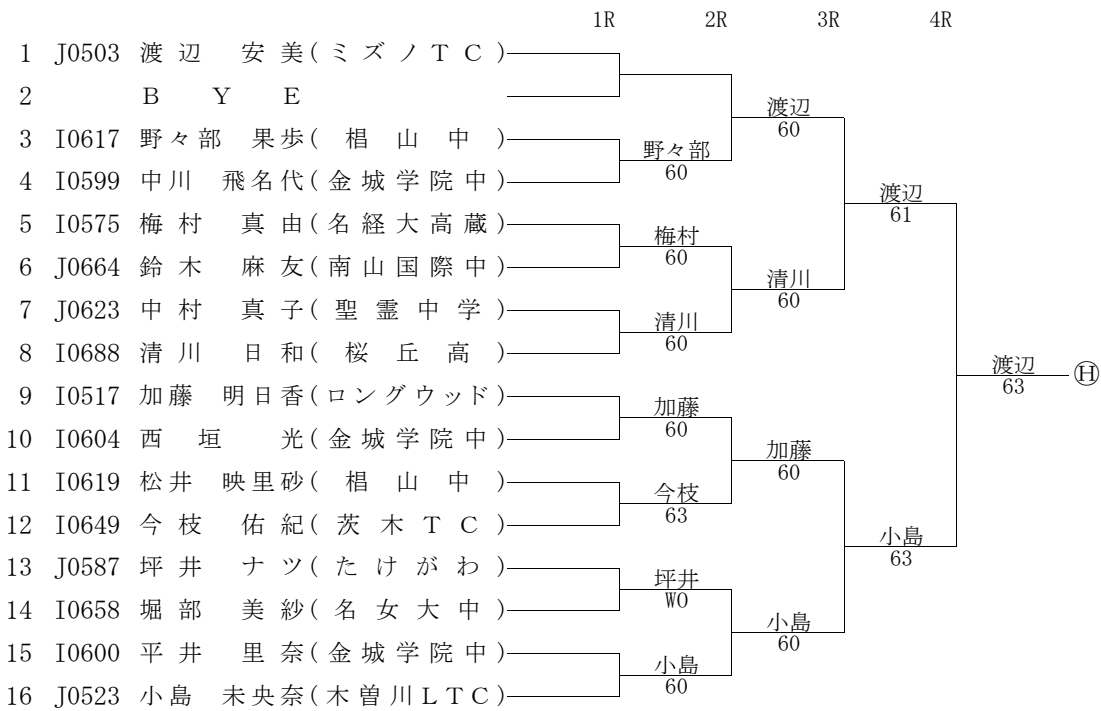 1R 2R 3R 4R
1 J0503 渡辺 安美(ミズノTC)
2 BYE
渡辺
60
3 I0617 野々部 果歩(椙山中)
野々部
60
4 I0599 中川 飛名代(金城学院中)
渡辺
61
5 I0575 梅村 真由(名経大高蔵)
梅村
60
6 J0664 鈴木 麻友(南山国際中)
清川
60
7 J0623 中村 真子(聖霊中学)
清川
60
8 I0688 清川 日和(桜丘高)
渡辺 Ⓗ
63
9 I0517 加藤 明日香(ロングウッド)
加藤
60
10 I0604 西垣 光(金城学院中)
加藤
60
11 I0619 松井 映里砂(椙山中)
今枝
63
12 I0649 今枝 佑紀(茨木TC)
小島
63
13 J0587 坪井 ナツ(たけがわ)
坪井
WO
14 I0658 堀部 美紗(名女大中)
小島
60
15 I0600 平井 里奈(金城学院中)
小島
60
16 J0523 小島 未央奈(木曽川LTC)